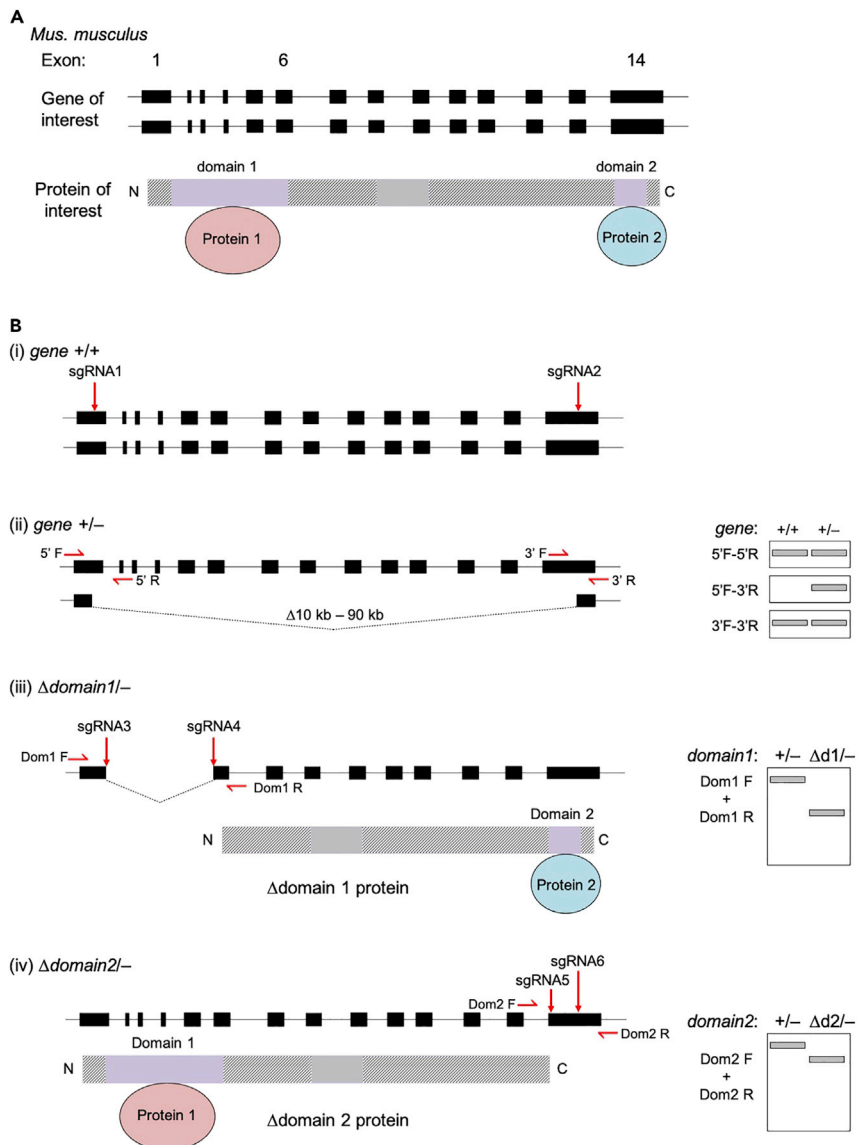 A
Mus. musculus
Exon: 1 6 14
Gene of
interest
domain 1 domain 2
Protein of
interest
N C
Protein 1 Protein 2
B
(i) gene +/+
sgRNA1 sgRNA2
(ii) gene +/–
5' F 3' F
5' R 3' R
Δ10 kb – 90 kb
gene: +/+ +/–
5'F-5'R
5'F-3'R
3'F-3'R
(iii) Δdomain1/–
sgRNA3 sgRNA4
Dom1 F
Dom1 R
Domain 2
N C
Δdomain 1 protein
Protein 2
domain1: +/– Δd1/–
Dom1 F
+
Dom1 R
(iv) Δdomain2/–
sgRNA6
sgRNA5
Dom2 F
Dom2 R
Domain 1
N C
Protein 1
Δdomain 2 protein
domain2: +/– Δd2/–
Dom2 F
+
Dom2 R